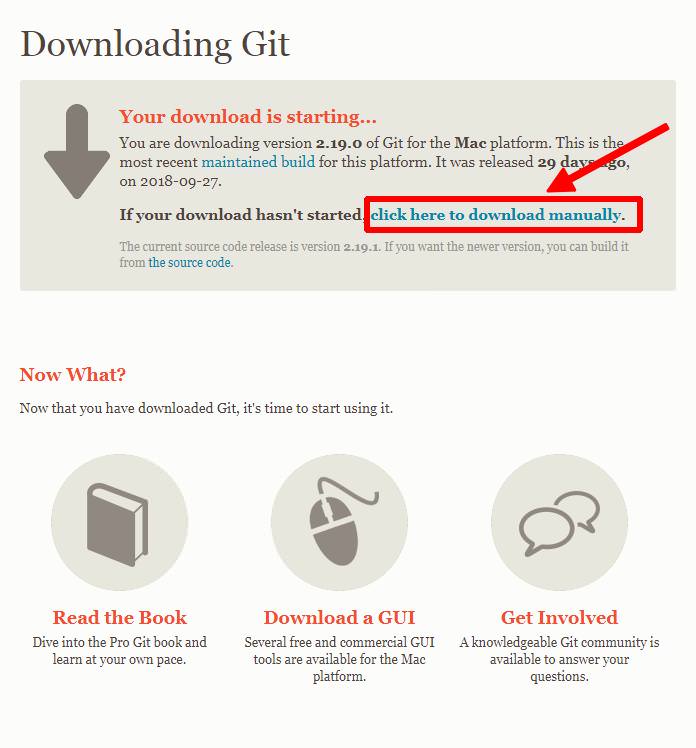 Downloading Git
Your download is starting...
You are downloading version 2.19.0 of Git for the Mac platform. This is the
most recent maintained build for this platform. It was released 29 days ago,
on 2018-09-27.
If your download hasn't started, click here to download manually.
The current source code release is version 2.19.1. If you want the newer version, you can build it
from the source code.
Now What?
Now that you have downloaded Git, it's time to start using it.
Read the Book
Dive into the Pro Git book and
learn at your own pace.
Download a GUI
Several free and commercial GUI
tools are available for the Mac
platform.
Get Involved
A knowledgeable Git community is
available to answer your
questions.